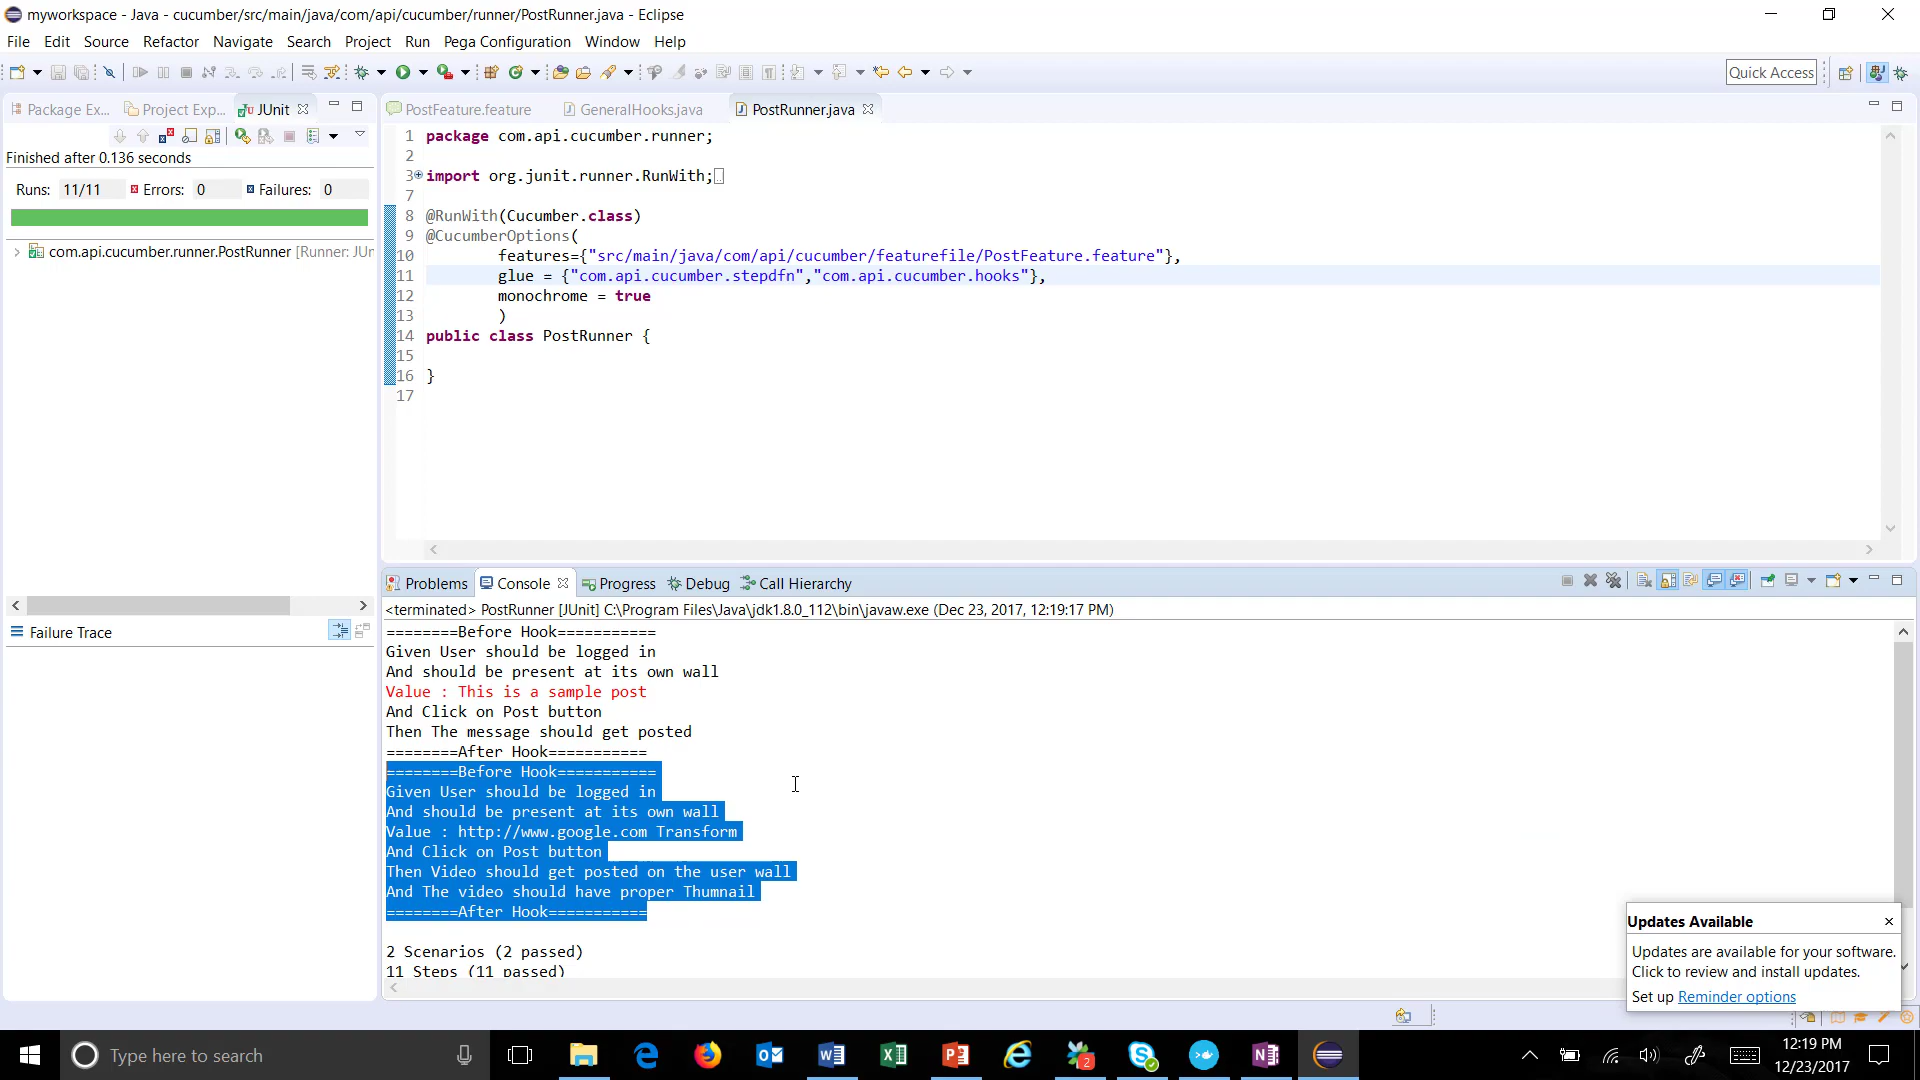 myworkspace - Java - cucumber/src/main/java/com/api/cucumber/runner/PostRunner.java - Eclipse
File Edit Source Refactor Navigate Search Project Run Pega Configuration Window Help
Quick Access
Package Ex... Project Exp... JUnit
PostFeature.feature GeneralHooks.java PostRunner.java
Finished after 0.136 seconds
Runs: 11/11 Errors: 0 Failures: 0
com.api.cucumber.runner.PostRunner [Runner: JUn
Failure Trace
1 package com.api.cucumber.runner;
2
3 import org.junit.runner.RunWith;
7
8 @RunWith(Cucumber.class)
9 @CucumberOptions(
10 features={"src/main/java/com/api/cucumber/featurefile/PostFeature.feature"},
11 glue = {"com.api.cucumber.stepdfn","com.api.cucumber.hooks"},
12 monochrome = true
13 )
14 public class PostRunner {
15
16 }
17
Problems Console Progress Debug Call Hierarchy
<terminated> PostRunner [JUnit] C:\Program Files\Java\jdk1.8.0_112\bin\javaw.exe (Dec 23, 2017, 12:19:17 PM)
========Before Hook===========
Given User should be logged in
And should be present at its own wall
Value : This is a sample post
And Click on Post button
Then The message should get posted
========After Hook===========
========Before Hook===========
Given User should be logged in
And should be present at its own wall
Value : http://www.google.com Transform
And Click on Post button
Then Video should get posted on the user wall
And The video should have proper Thumnail
========After Hook===========
2 Scenarios (2 passed)
11 Steps (11 passed)
Updates Available
Updates are available for your software.
Click to review and install updates.
Set up Reminder options
Type here to search
2
12:19 PM
12/23/2017